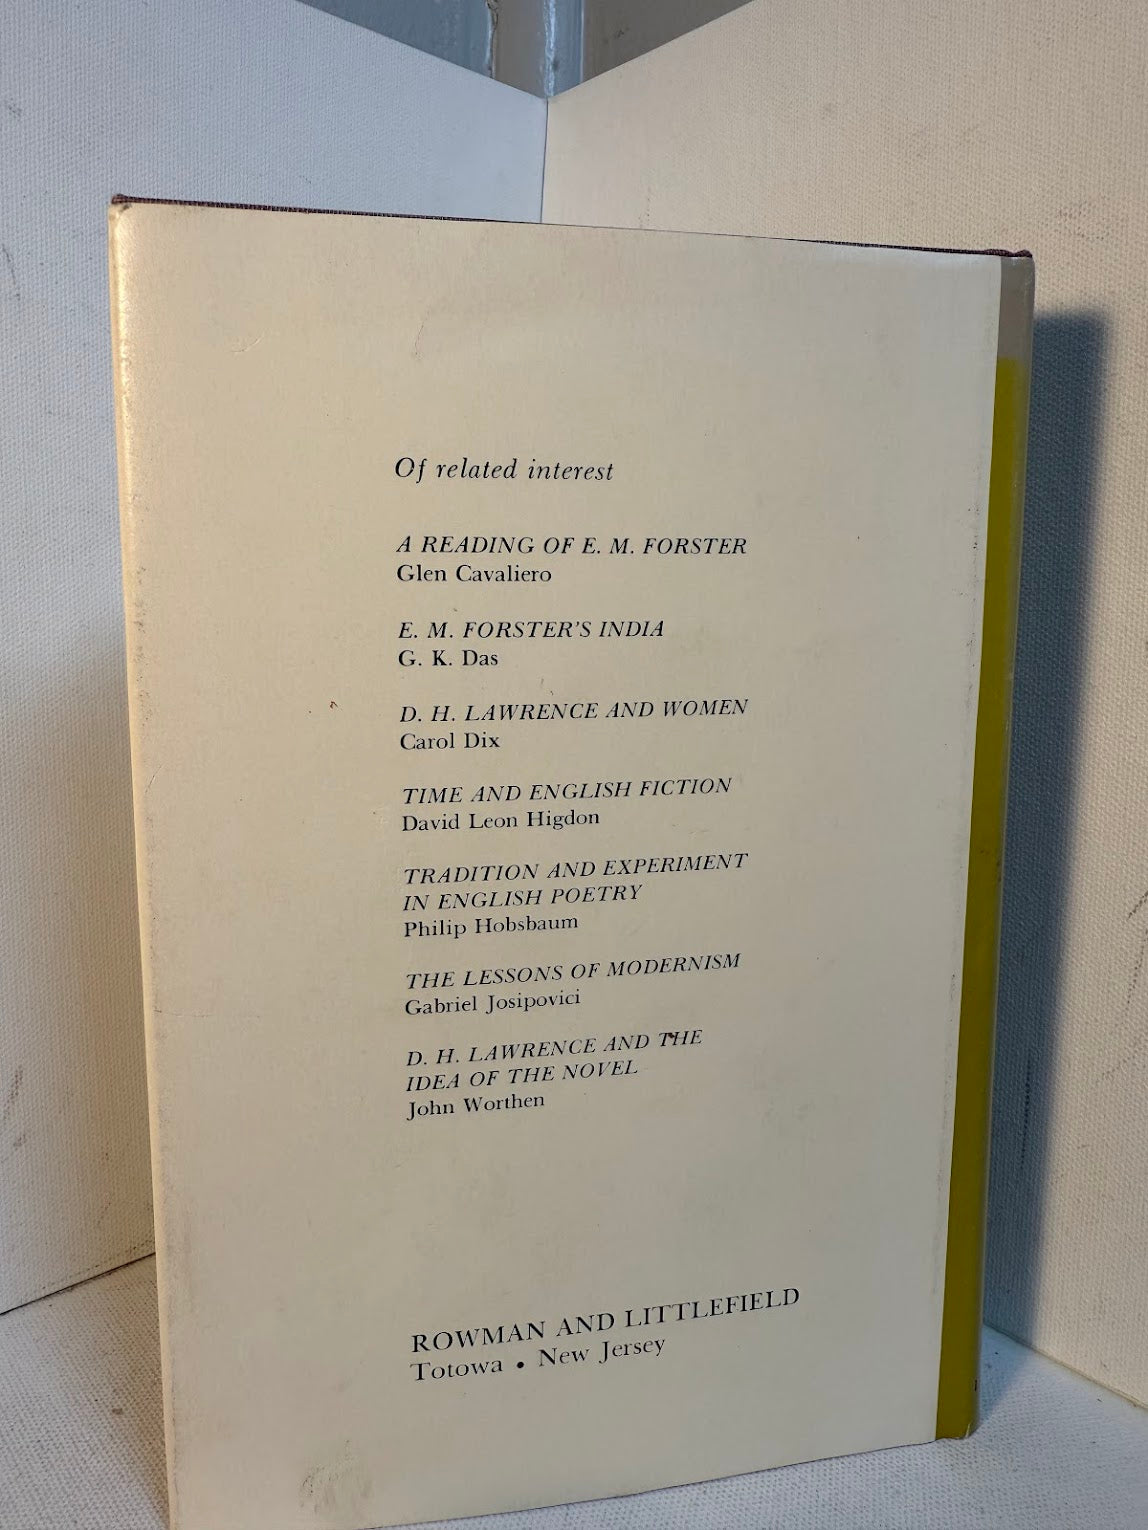 Of related interest
A READING OF E. M. FORSTER
Glen Cavaliero
E. M. FORSTER'S INDIA
G. K. Das
D. H. LAWRENCE AND WOMEN
Carol Dix
TIME AND ENGLISH FICTION
David Leon Higdon
TRADITION AND EXPERIMENT
IN ENGLISH POETRY
Philip Hobsbaum
THE LESSONS OF MODERNISM
Gabriel Josipovici
D. H. LAWRENCE AND THE
IDEA OF THE NOVEL
John Worthen
ROWMAN AND LITTLEFIELD
Totowa • New Jersey